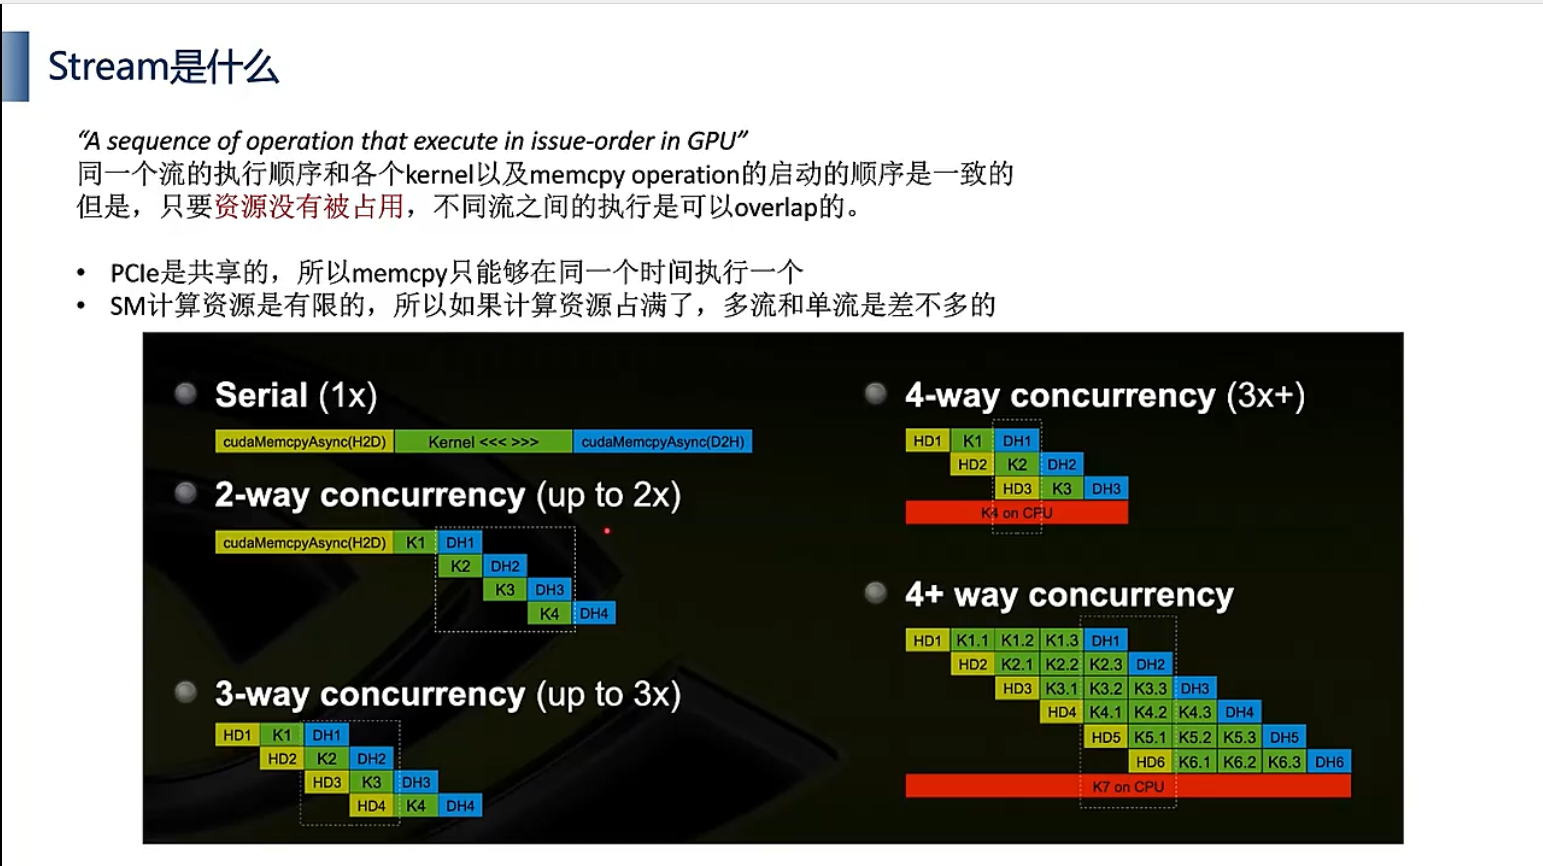 Stream是什么
“A sequence of operation that execute in issue-order in GPU”
同一个流的执行顺序和各个kernel以及memcpy operation的启动的顺序是一致的
但是，只要资源没有被占用，不同流之间的执行是可以overlap的。
• PCIe是共享的，所以memcpy只能够在同一个时间执行一个
• SM计算资源是有限的，所以如果计算资源占满了，多流和单流是差不多的
Serial (1x)
cudaMemcpyAsync(H2D) Kernel <<< >>> cudaMemcpyAsync(D2H)
2-way concurrency (up to 2x)
cudaMemcpyAsync(H2D) K1 DH1
K2 DH2
K3 DH3
K4 DH4
3-way concurrency (up to 3x)
HD1 K1 DH1
HD2 K2 DH2
HD3 K3 DH3
HD4 K4 DH4
4-way concurrency (3x+)
HD1 K1 DH1
HD2 K2 DH2
HD3 K3 DH3
K4 on CPU
4+ way concurrency
HD1 K1.1 K1.2 K1.3 DH1
HD2 K2.1 K2.2 K2.3 DH2
HD3 K3.1 K3.2 K3.3 DH3
HD4 K4.1 K4.2 K4.3 DH4
HD5 K5.1 K5.2 K5.3 DH5
HD6 K6.1 K6.2 K6.3 DH6
K7 on CPU